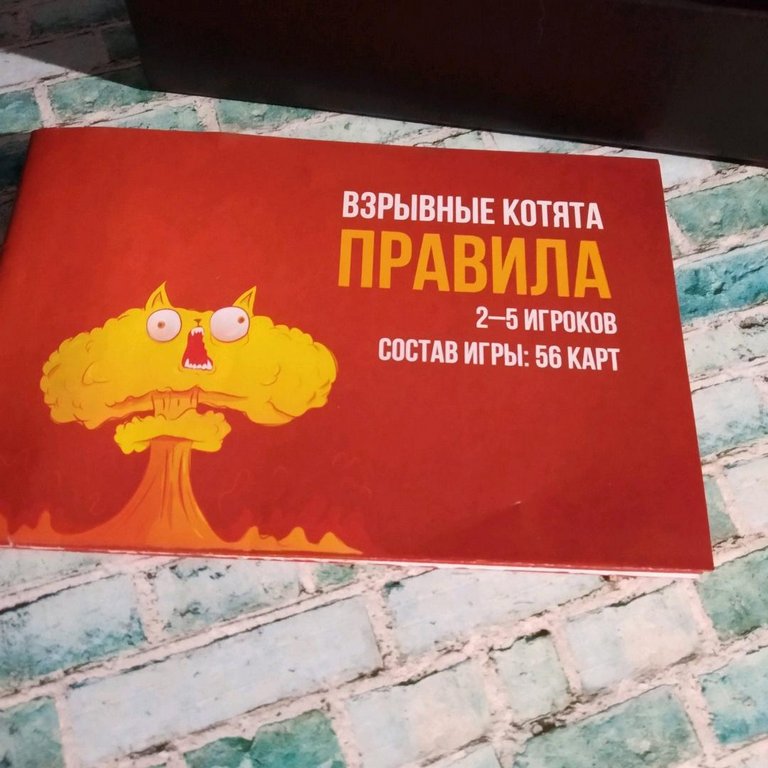 ВЗРЫВНЫЕ КОТЯТА
ПРАВИЛА
2–5 ИГРОКОВ
СОСТАВ ИГРЫ: 56 КАРТ